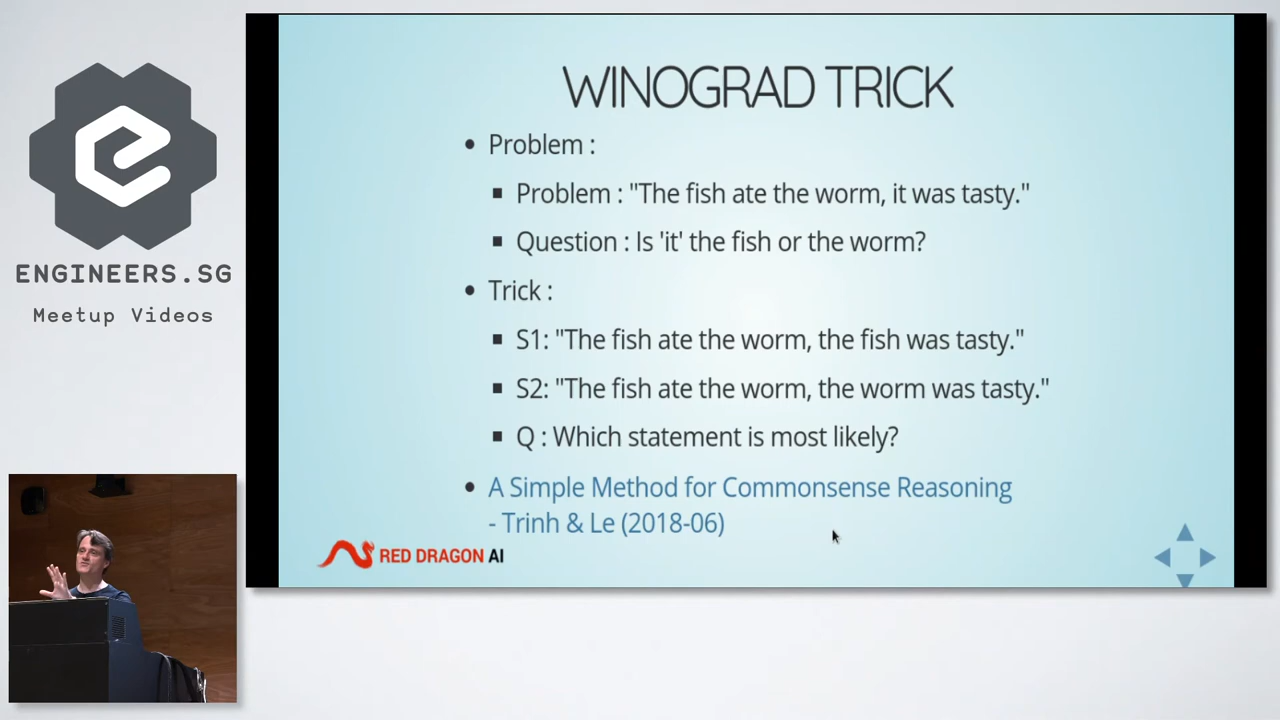 ENGINEERS.SG
Meetup Videos
WINOGRAD TRICK
Problem :
Problem : "The fish ate the worm, it was tasty."
Question : Is 'it' the fish or the worm?
Trick :
S1: "The fish ate the worm, the fish was tasty."
S2: "The fish ate the worm, the worm was tasty."
Q : Which statement is most likely?
A Simple Method for Commonsense Reasoning
- Trinh & Le (2018-06)
RED DRAGON AI